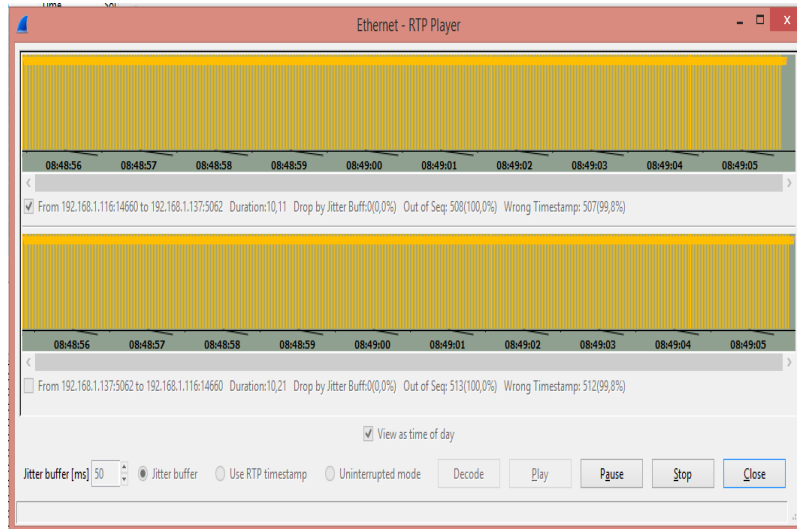 Ethernet - RTP Player
08:48:56 08:48:57 08:48:58 08:48:59 08:49:00 08:49:01 08:49:02 08:49:03 08:49:04 08:49:05
From 192.168.1.116:14660 to 192.168.1.137:5062 Duration:10,11 Drop by Jitter Buff:0(0,0%) Out of Seq: 508(100,0%) Wrong Timestamp: 507(99,8%)
08:48:56 08:48:57 08:48:58 08:48:59 08:49:00 08:49:01 08:49:02 08:49:03 08:49:04 08:49:05
From 192.168.1.137:5062 to 192.168.1.116:14660 Duration:10,21 Drop by Jitter Buff:0(0,0%) Out of Seq: 513(100,0%) Wrong Timestamp: 512(99,8%)
View as time of day
Jitter buffer [ms] 50 Jitter buffer Use RTP timestamp Uninterrupted mode Decode Play Pause Stop Close